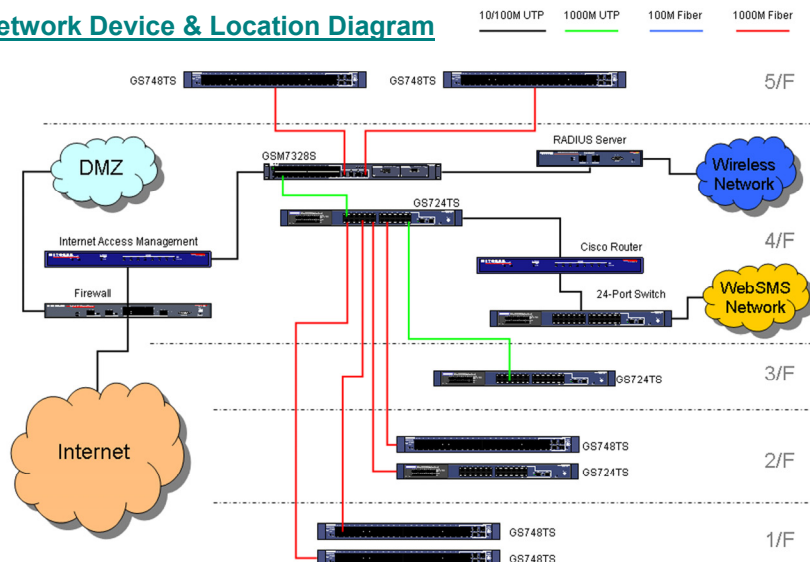 etwork Device & Location Diagram
10/100M UTP
1000M UTP
100M Fiber
1000M Fiber
GS748TS
GS748TS
5/F
DMZ
GSM7328S
RADIUS Server
Wireless
Network
GS724TS
4/F
Internet Access Management
Cisco Router
Firewall
24-Port Switch
WebSMS
Network
GS724TS
3/F
Internet
GS748TS
GS724TS
2/F
GS748TS
GS748TS
1/F